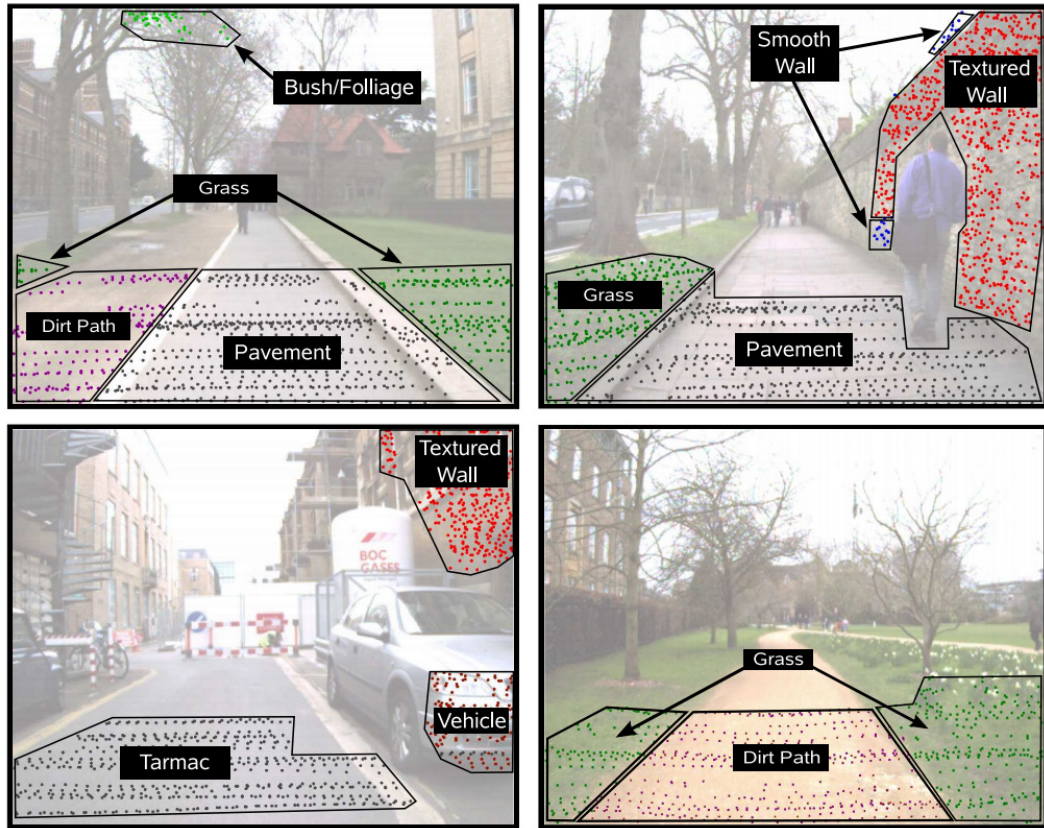 Bush/Foliage
Grass
Dirt Path
Pavement
Smooth
Wall
Textured
Wall
Grass
Pavement
Textured
Wall
BOC
GASES
Vehicle
Tarmac
Grass
Dirt Path